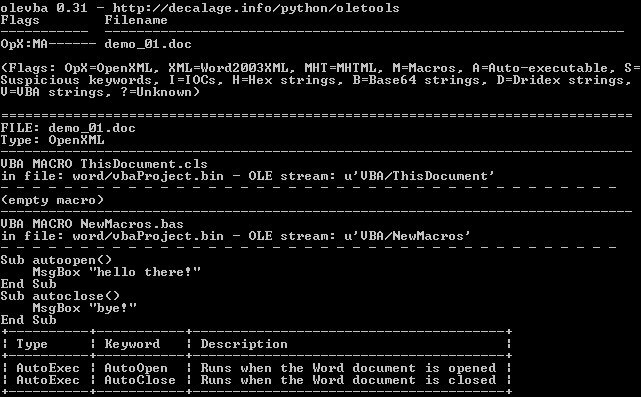 olevba 0.31 - http://decalage.info/python/oletools
Flags       Filename
----------- -----------------------------------------------------------------
OpX:MA------ demo_01.doc

(Flags: OpX=OpenXML, XML=Word2003XML, MHT=MHTML, M=Macros, A=Auto-executable, S=
Suspicious keywords, I=IOCs, H=Hex strings, B=Base64 strings, D=Dridex strings,
V=VBA strings, ?=Unknown)

===============================================================================
FILE: demo_01.doc
Type: OpenXML
-------------------------------------------------------------------------------
VBA MACRO ThisDocument.cls
in file: word/vbaProject.bin - OLE stream: u'VBA/ThisDocument'
- - - - - - - - - - - - - - - - - - - - - - - - - - - - - - - - - - - - - - -
(empty macro)
-------------------------------------------------------------------------------
VBA MACRO NewMacros.bas
in file: word/vbaProject.bin - OLE stream: u'VBA/NewMacros'
- - - - - - - - - - - - - - - - - - - - - - - - - - - - - - - - - - - - - - -
Sub autoopen()
    MsgBox "hello there!"
End Sub
Sub autoclose()
    MsgBox "bye!"
End Sub
+----------+-----------+---------------------------------------+
| Type     | Keyword   | Description                           |
+----------+-----------+---------------------------------------+
| AutoExec | AutoOpen  | Runs when the Word document is opened |
| AutoExec | AutoClose | Runs when the Word document is closed |
+----------+-----------+---------------------------------------+